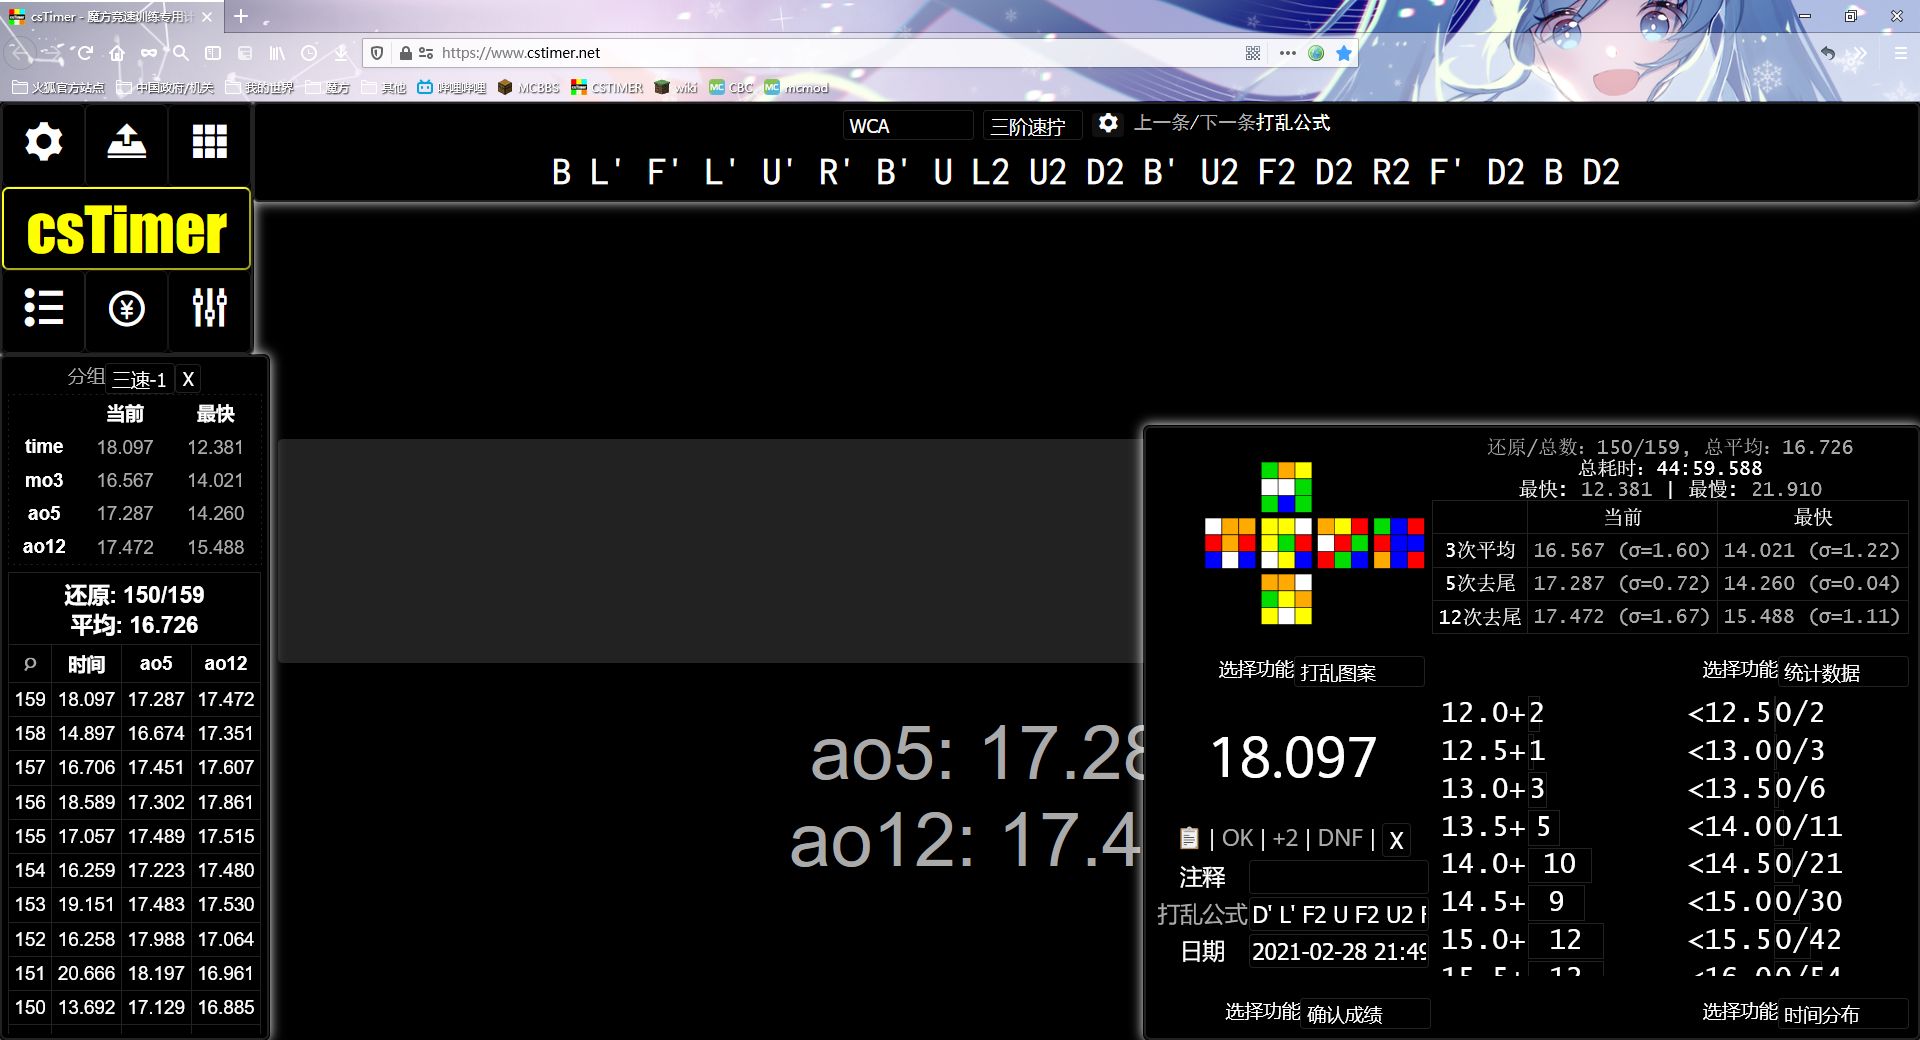 csTimer - 魔方竞速训练专用计
https://www.cstimer.net
火狐官方站点 中国政府/机关 我的世界 魔方 其他 哔哩哔哩 MCBBS CSTIMER wiki MC CBC MC mcmod
WCA 三阶速拧 上一条/下一条打乱公式
B L' F' L' U' R' B' U L2 U2 D2 B' U2 F2 D2 R2 F' D2 B D2
csTimer
分组 三速-1 X
当前 最快
time 18.097 12.381
mo3 16.567 14.021
ao5 17.287 14.260
ao12 17.472 15.488
还原: 150/159
平均: 16.726
时间 ao5 ao12
159 18.097 17.287 17.472
158 14.897 16.674 17.351
157 16.706 17.451 17.607
156 18.589 17.302 17.861
155 17.057 17.489 17.515
154 16.259 17.223 17.480
153 19.151 17.483 17.530
152 16.258 17.988 17.064
151 20.666 18.197 16.961
150 13.692 17.129 16.885
ao5: 17.28
ao12: 17.4
还原/总数: 150/159, 总平均: 16.726
总耗时: 44:59.588
最快: 12.381 | 最慢: 21.910
当前 最快
3次平均 16.567 (σ=1.60) 14.021 (σ=1.22)
5次去尾 17.287 (σ=0.72) 14.260 (σ=0.04)
12次去尾 17.472 (σ=1.67) 15.488 (σ=1.11)
选择功能 打乱图案
选择功能 统计数据
18.097
| OK | +2 | DNF | X
注释
打乱公式 D' L' F2 U F2 U2 F
日期 2021-02-28 21:49
选择功能 确认成绩
12.0+ 2 <12.50/2
12.5+ 1 <13.00/3
13.0+ 3 <13.50/6
13.5+ 5 <14.00/11
14.0+ 10 <14.50/21
14.5+ 9 <15.00/30
15.0+ 12 <15.50/42
15.5+ 12 <16.00/54
选择功能 时间分布